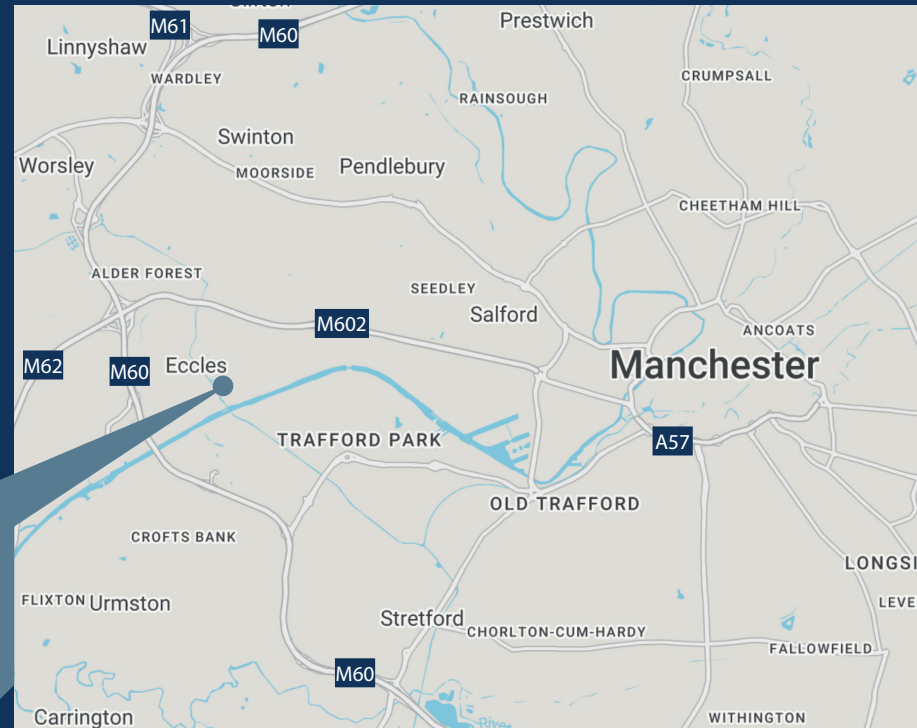 M61
M60
Prestwich
Linnyshaw
WARDLEY
CRUMPSALL
RAINSOUGH
Swinton
Worsley
MOORSIDE
Pendlebury
CHEETHAM HILL
ALDER FOREST
SEEDLEY
Salford
M602
ANCOATS
M62
M60
Eccles
Manchester
TRAFFORD PARK
A57
OLD TRAFFORD
CROFTS BANK
LONGSI
FLIXTON
Urmston
LEVE
Stretford
CHORLTON-CUM-HARDY
FALLOWFIELD
M60
Carrington
River
WITHINGTON